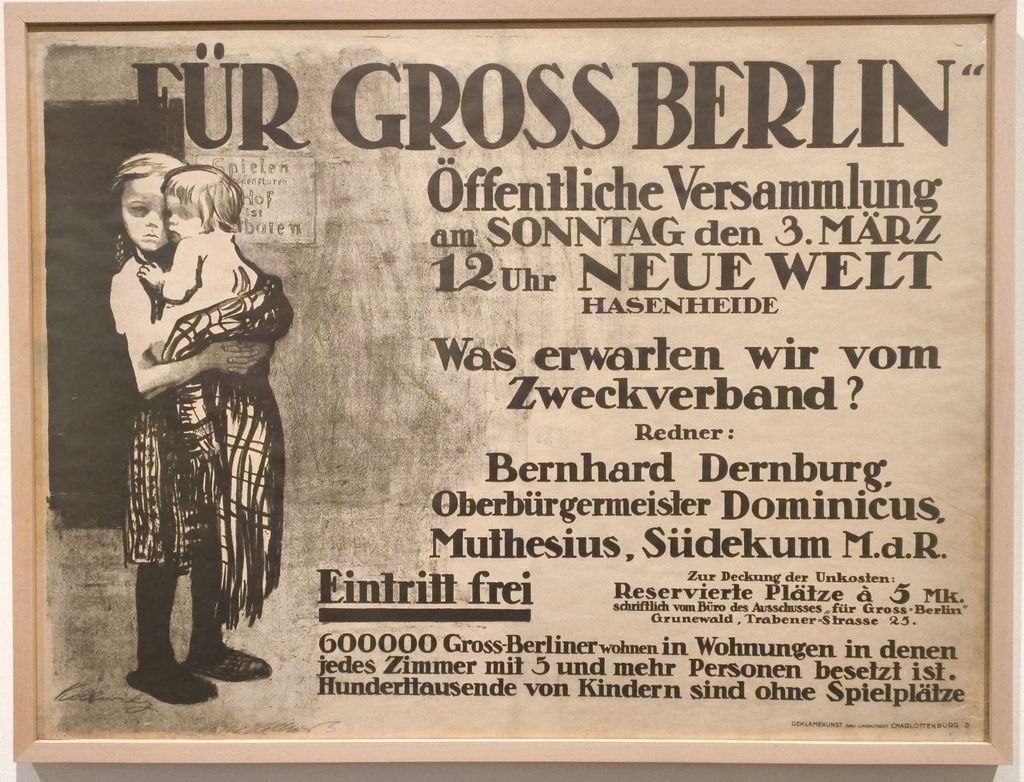 FÜR GROSS BERLIN“
Spielen
Hof
ist
Öffentliche Versammlung
am SONNTAG den 3. MÄRZ
12 Uhr NEUE WELT
HASENHEIDE
Was erwarten wir vom
Zweckverband?
Redner:
Bernhard Dernburg,
Oberbürgermeister Dominicus,
Muthesius, Südekum M.d.R.
Eintritt frei
Zur Deckung der Unkosten:
Reservierte Plätze à 5 Mk.
schriftlich vom Büro des Ausschusses „für Gross-Berlin“
Grunewald, Trabener-Strasse 25.
600000 Gross-Berliner wohnen in Wohnungen in denen
jedes Zimmer mit 5 und mehr Personen besetzt ist.
Hunderttausende von Kindern sind ohne Spielplätze
REKLAMEKUNST CHARLOTTENBURG 5